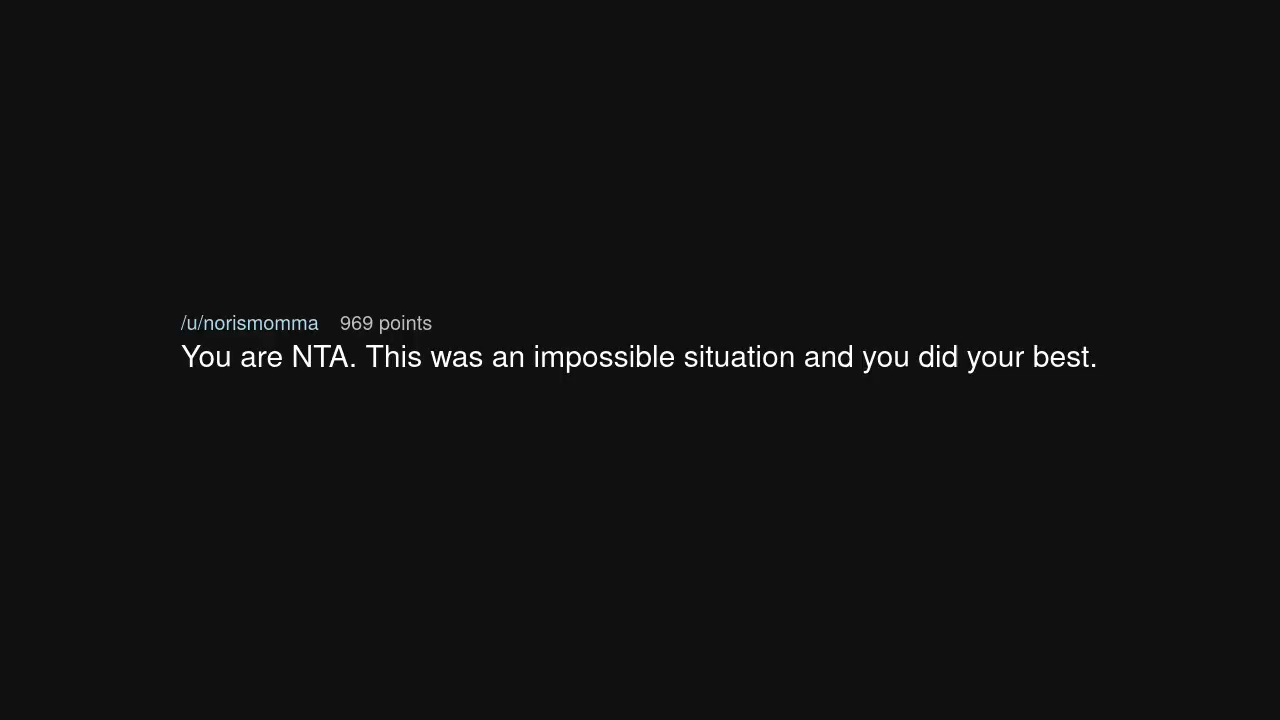 /u/norismomma 969 points
You are NTA. This was an impossible situation and you did your best.